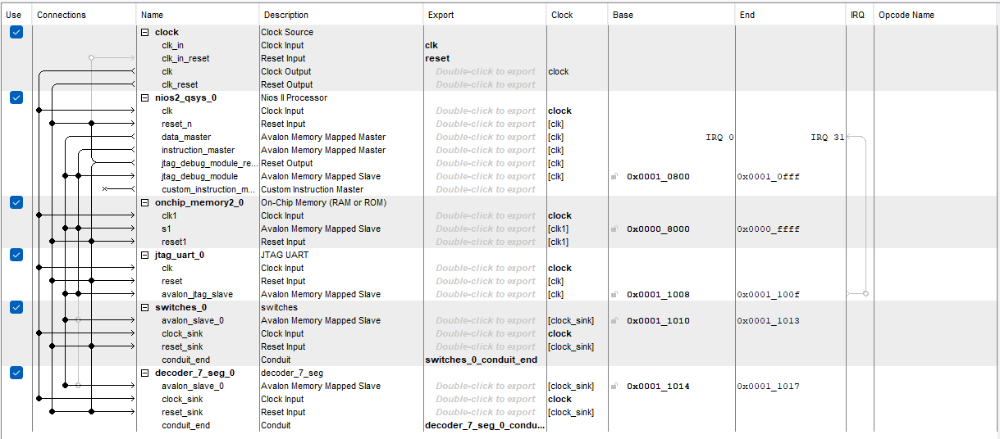 Use Connections Name Description Export Clock Base End IRQ Opcode Name
clock Clock Source
clk_in Clock Input clk
clk_in_reset Reset Input reset
clk Clock Output Double-click to export clock
clk_reset Reset Output Double-click to export
nios2_qsys_0 Nios II Processor
clk Clock Input Double-click to export clock
reset_n Reset Input Double-click to export [clk]
data_master Avalon Memory Mapped Master Double-click to export [clk] IRQ 0 IRQ 31
instruction_master Avalon Memory Mapped Master Double-click to export [clk]
jtag_debug_module_re... Reset Output Double-click to export [clk]
jtag_debug_module Avalon Memory Mapped Slave Double-click to export [clk] 0x0001_0800 0x0001_0fff
custom_instruction_m... Custom Instruction Master Double-click to export
onchip_memory2_0 On-Chip Memory (RAM or ROM)
clk1 Clock Input Double-click to export clock
s1 Avalon Memory Mapped Slave Double-click to export [clk1] 0x0000_8000 0x0000_ffff
reset1 Reset Input Double-click to export [clk1]
jtag_uart_0 JTAG UART
clk Clock Input Double-click to export clock
reset Reset Input Double-click to export [clk]
avalon_jtag_slave Avalon Memory Mapped Slave Double-click to export [clk] 0x0001_1008 0x0001_100f
switches_0 switches
avalon_slave_0 Avalon Memory Mapped Slave Double-click to export [clock_sink] 0x0001_1010 0x0001_1013
clock_sink Clock Input Double-click to export clock
reset_sink Reset Input Double-click to export [clock_sink]
conduit_end Conduit switches_0_conduit_end
decoder_7_seg_0 decoder_7_seg
avalon_slave_0 Avalon Memory Mapped Slave Double-click to export [clock_sink] 0x0001_1014 0x0001_1017
clock_sink Clock Input Double-click to export clock
reset_sink Reset Input Double-click to export [clock_sink]
conduit_end Conduit decoder_7_seg_0_condu...